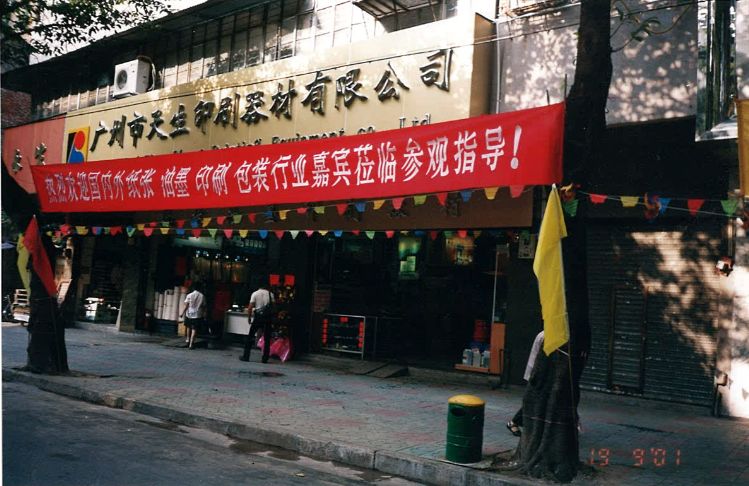 广州市天生印刷器材有限公司
Equipment co., Ltd.
热烈欢迎国内外纸张 油墨 印刷 包装行业嘉宾莅临参观指导!
19 9'01